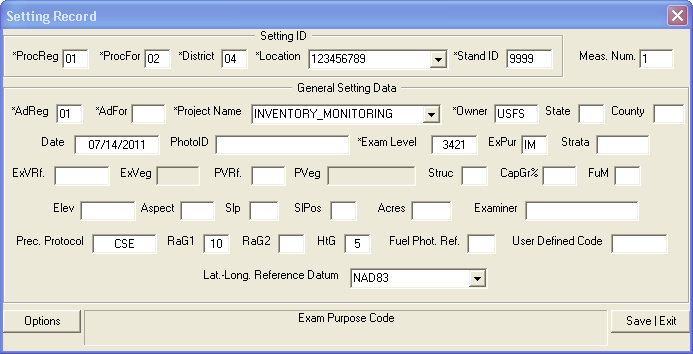 Setting Record
Setting ID
*ProcReg 01 *ProcFor 02 *District 04 *Location 123456789 *Stand ID 9999 Meas. Num. 1
General Setting Data
*AdReg 01 *AdFor *Project Name INVENTORY_MONITORING *Owner USFS State County
Date 07/14/2011 PhotoID *Exam Level 3421 ExPur IM Strata
ExVRf. ExVeg PVRf. PVeg Struc CapGr% FuM
Elev Aspect Slp SlPos Acres Examiner
Prec. Protocol CSE RaG1 10 RaG2 HtG 5 Fuel Phot. Ref. User Defined Code
Lat.-Long. Reference Datum NAD83
Options Exam Purpose Code Save | Exit